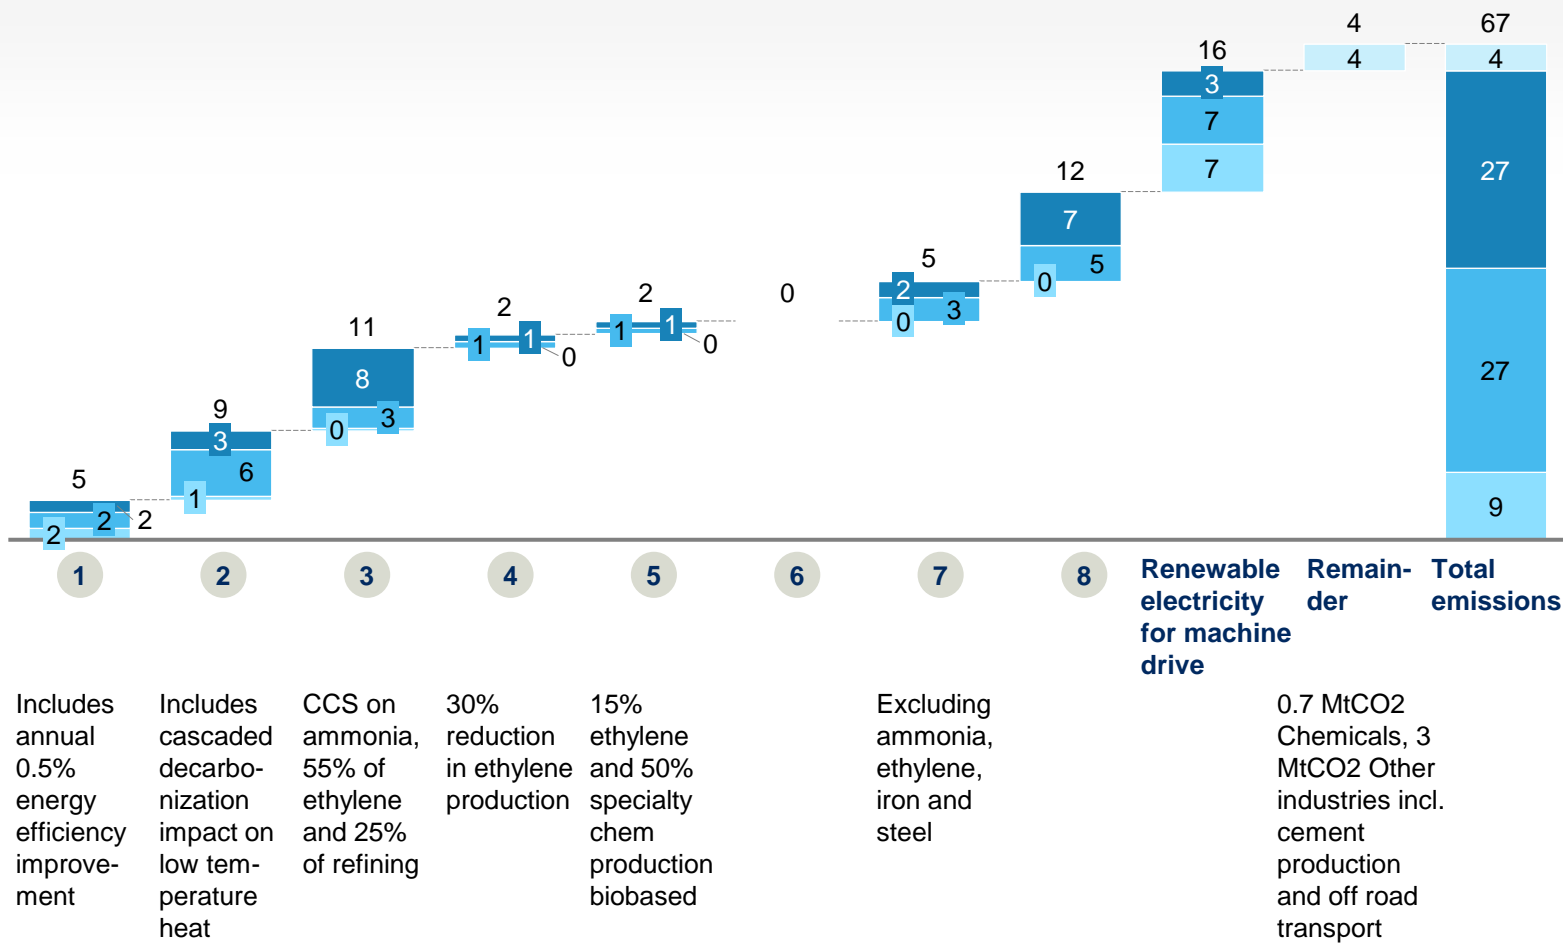 4 67
16 4 4
3
7
12 7
27
7
5
5
0
2
2 2
0
3
0
11
1 1
0
1 1
0
8
0 3
27
9
3
6
1
9
5
2 2
2
1 2 3 4 5 6 7 8
Renewable
electricity
for machine
drive
Remain-
der
Total
emissions
Includes
annual
0.5%
energy
efficiency
improve-
ment
Includes
cascaded
decarbo-
nization
impact on
low tem-
perature
heat
CCS on
ammonia,
55% of
ethylene
and 25%
of refining
30%
reduction
in ethylene
production
15%
ethylene
and 50%
specialty
chem
production
biobased
Excluding
ammonia,
ethylene,
iron and
steel
0.7 MtCO2
Chemicals, 3
MtCO2 Other
industries incl.
cement
production
and off road
transport